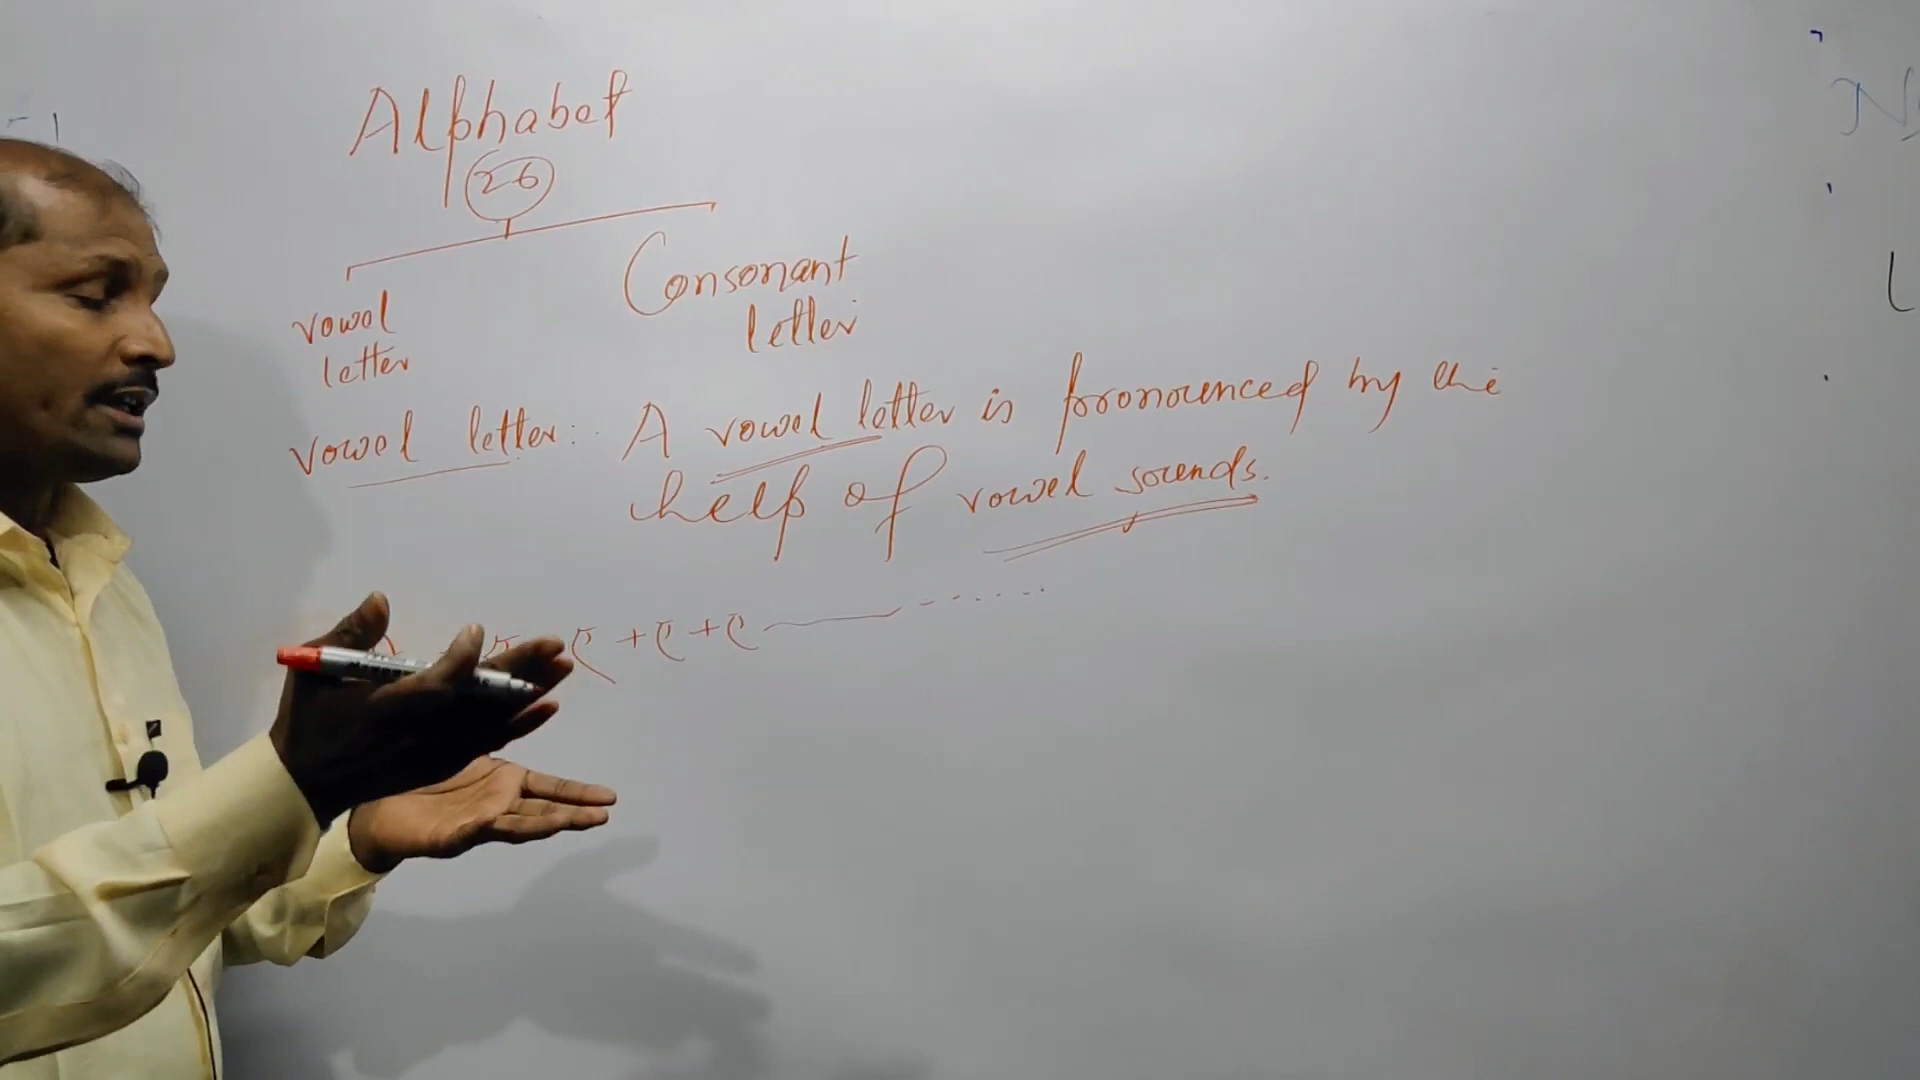 Alphabet
26
vowel
letter
Consonant
letter
vowel letter:- A vowel letter is pronounced by the
help of vowel sounds.
ए + ए + ए